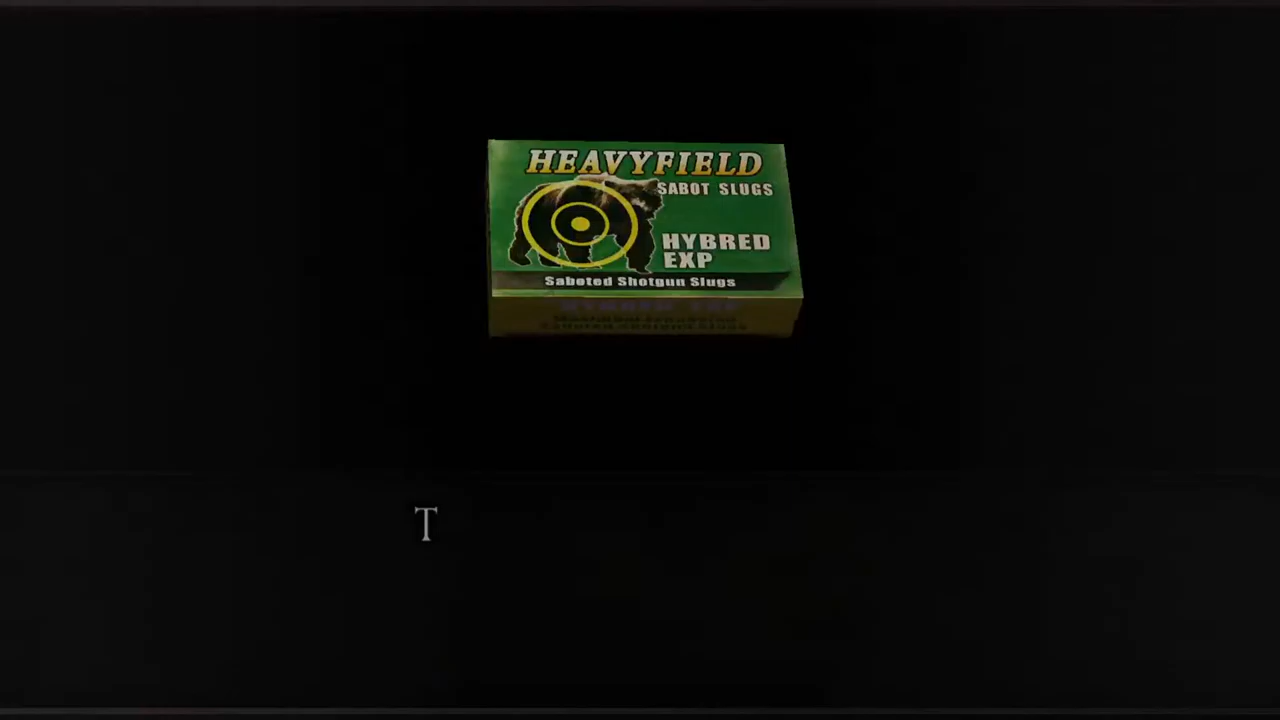 HEAVYFIELD
SABOT SLUGS
HYBRED
EXP
Saboted Shotgun Slugs
T